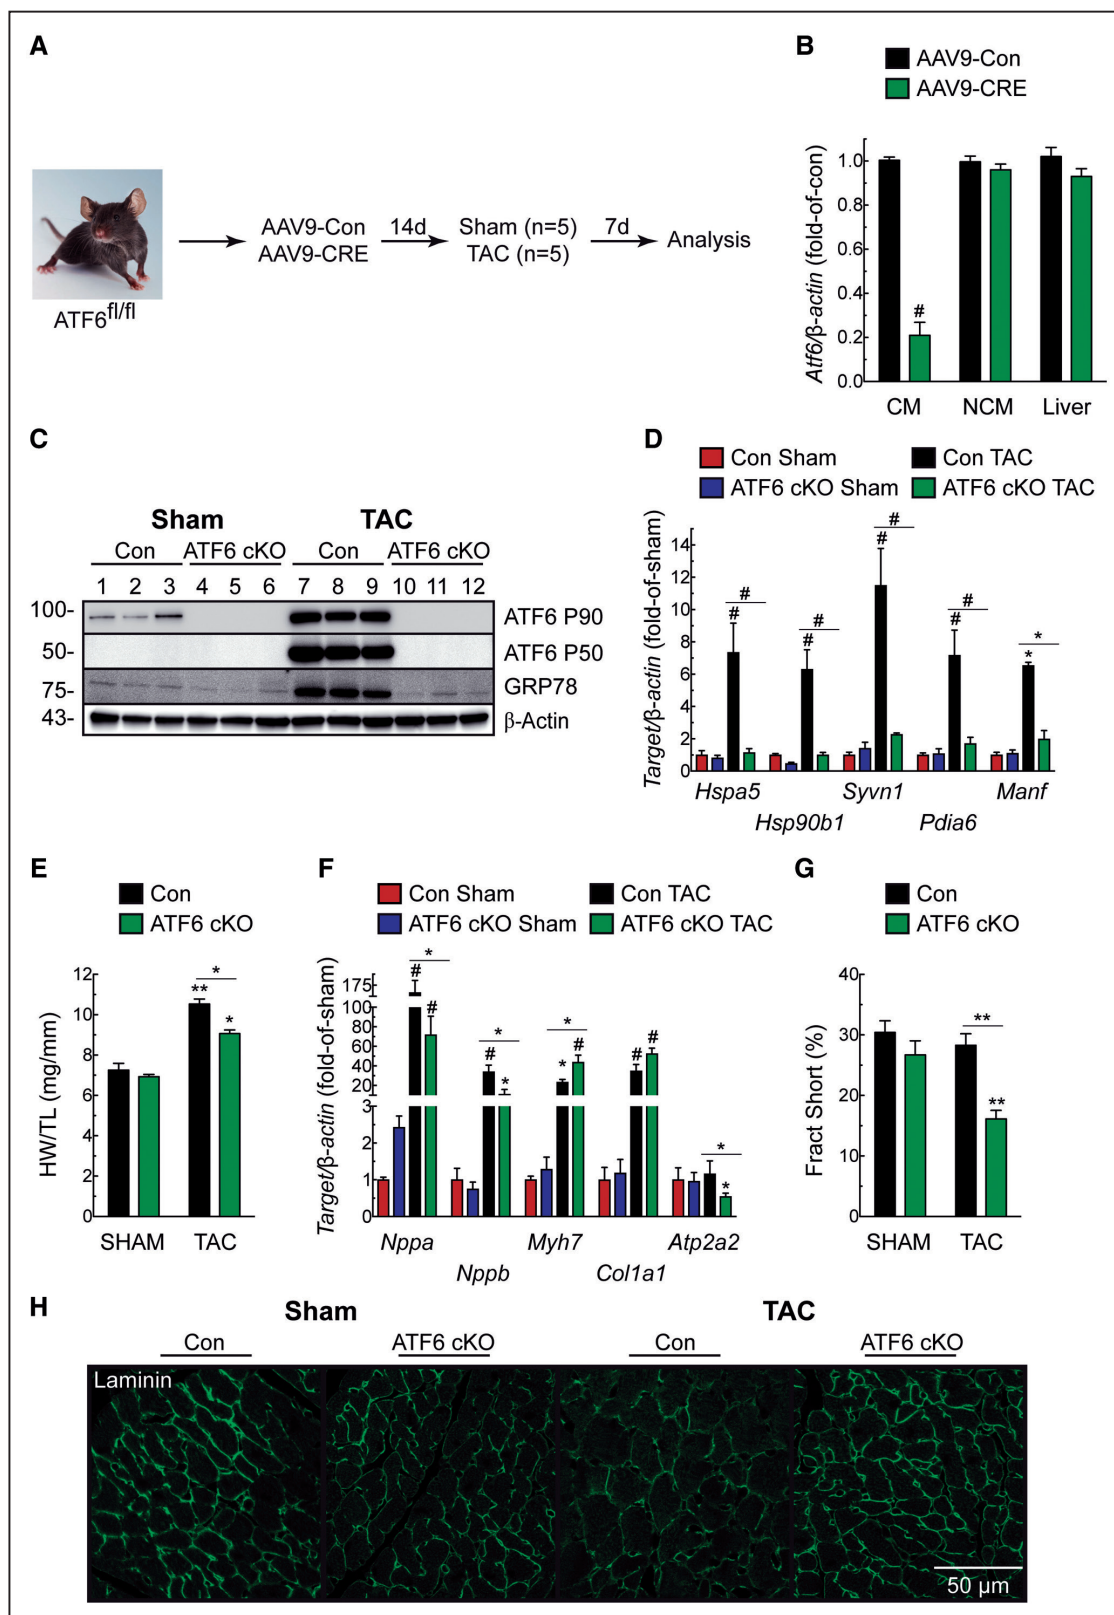 A
ATF6fl/fl
AAV9-Con
AAV9-CRE
14d
Sham (n=5)
TAC (n=5)
7d
Analysis
B
AAV9-Con
AAV9-CRE
Atf6/β-actin (fold-of-con)
1.0
0.8
0.6
0.4
0.2
0.0
#
CM NCM Liver
C
Sham TAC
Con ATF6 cKO Con ATF6 cKO
1 2 3 4 5 6 7 8 9 10 11 12
100- ATF6 P90
50- ATF6 P50
75- GRP78
43- β-Actin
D
Con Sham Con TAC
ATF6 cKO Sham ATF6 cKO TAC
Target/β-actin (fold-of-sham)
14
12
10
8
6
4
2
0
# # # # # # # # * *
Hspa5 Syvn1 Manf
Hsp90b1 Pdia6
E
Con
ATF6 cKO
HW/TL (mg/mm)
12
10
8
6
4
2
0
*
** *
SHAM TAC
F
Con Sham Con TAC
ATF6 cKO Sham ATF6 cKO TAC
Target/β-actin (fold-of-sham)
175
100
80
60
40
20
3
2
1
0
* * * *
# # # * * # # # *
Nppa Myh7 Atp2a2
Nppb Col1a1
G
Con
ATF6 cKO
Fract Short (%)
40
30
20
10
0
**
**
SHAM TAC
H
Sham TAC
Con ATF6 cKO Con ATF6 cKO
Laminin
50 µm